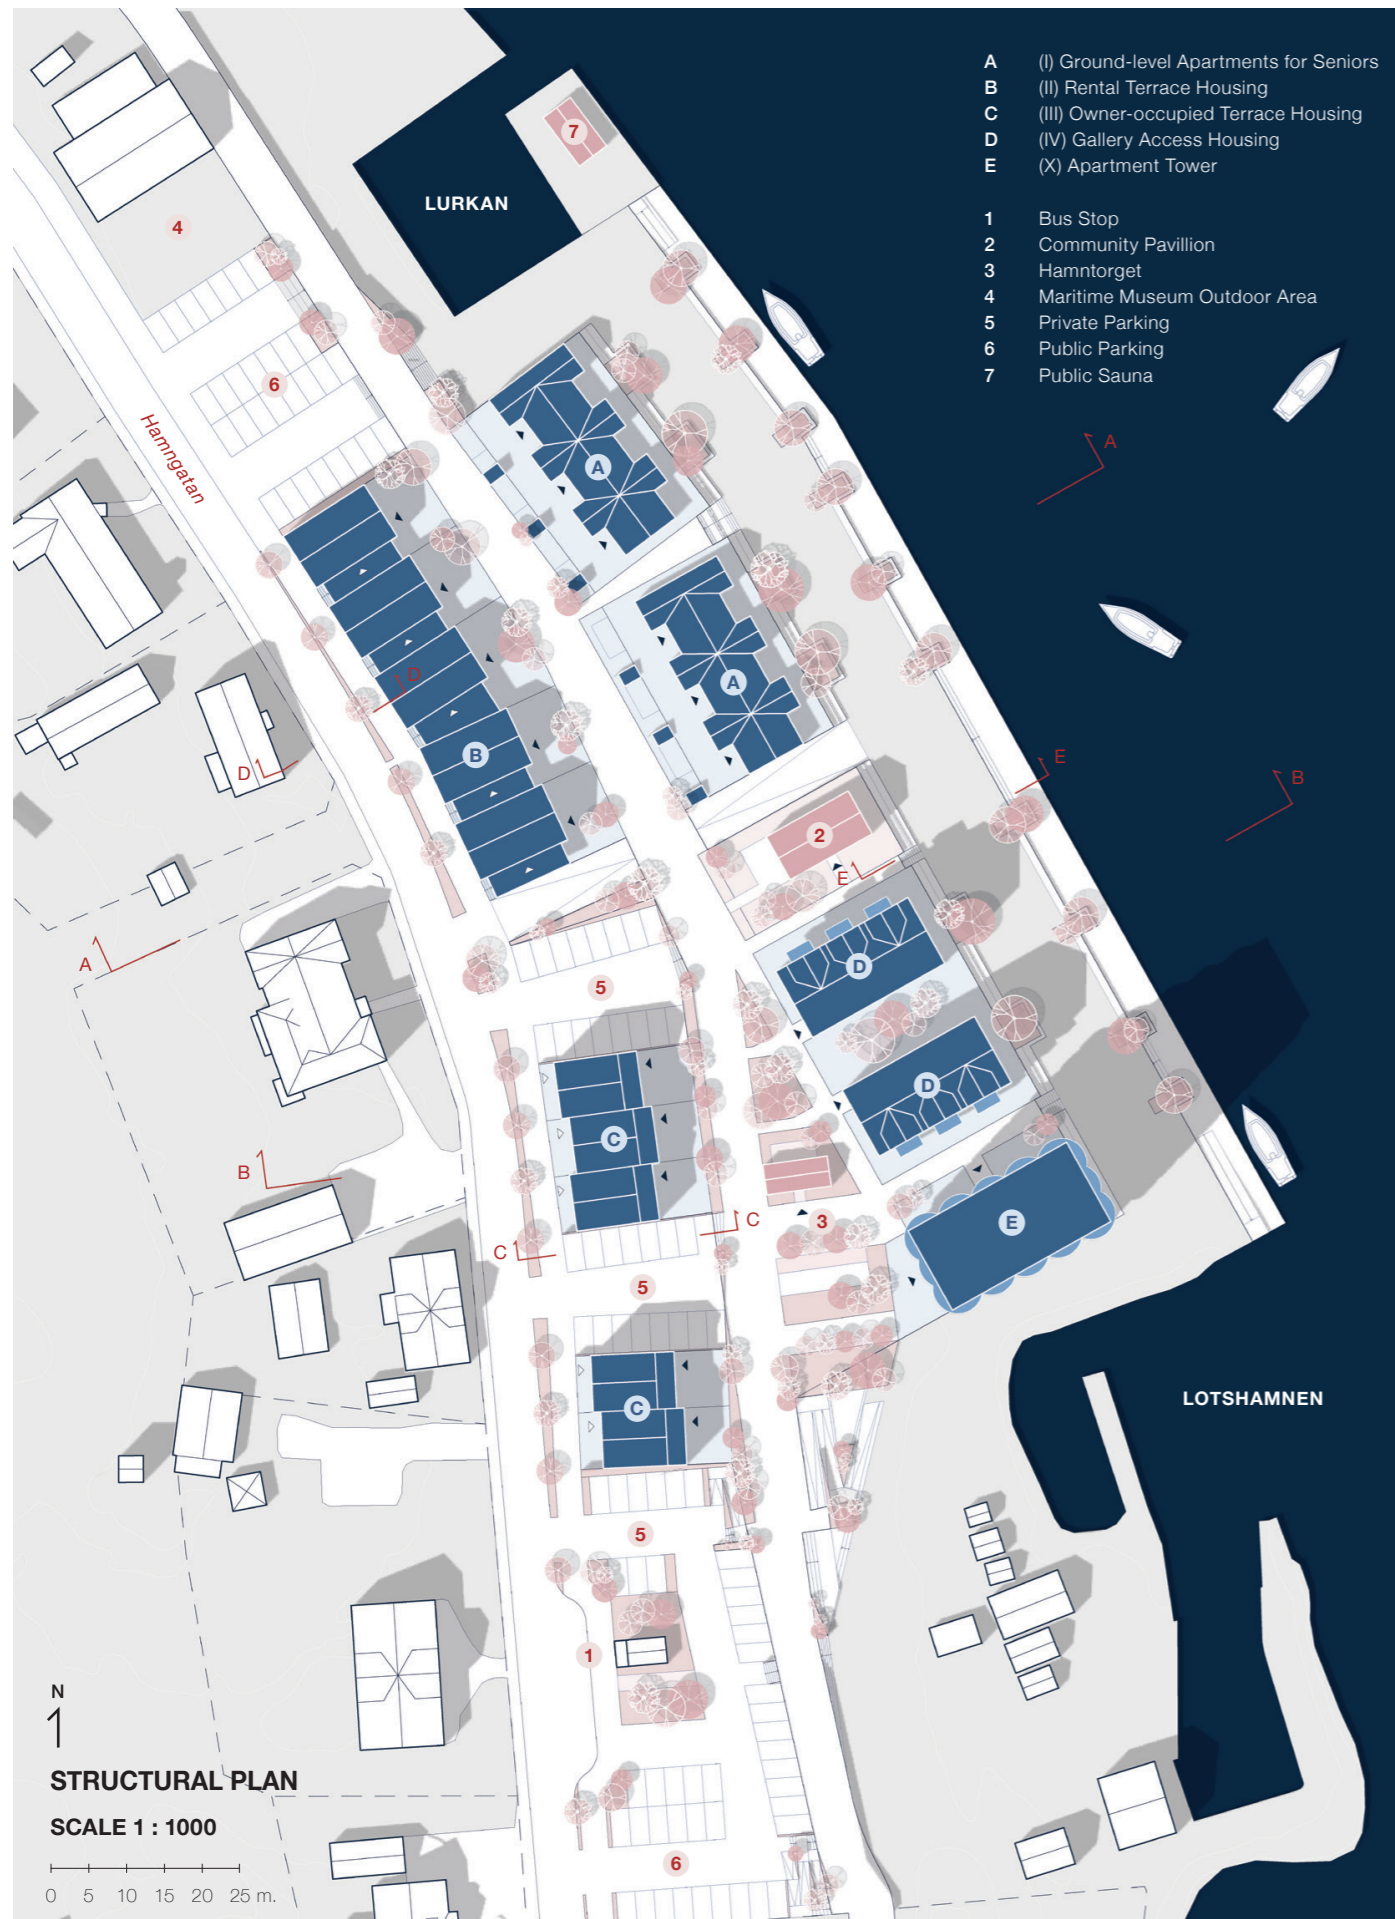 A (I) Ground-level Apartments for Seniors
B (II) Rental Terrace Housing
C (III) Owner-occupied Terrace Housing
D (IV) Gallery Access Housing
E (X) Apartment Tower
1 Bus Stop
2 Community Pavillion
3 Hamntorget
4 Maritime Museum Outdoor Area
5 Private Parking
6 Public Parking
7 Public Sauna
7
LURKAN
4
6
Hamngatan
A
A
A
D
B
D
E
B
2
E
A
D
5
D
C
B
C
3
E
C
5
C
LOTSHAMNEN
5
1
N
STRUCTURAL PLAN
SCALE 1 : 1000
6
0 5 10 15 20 25 m.